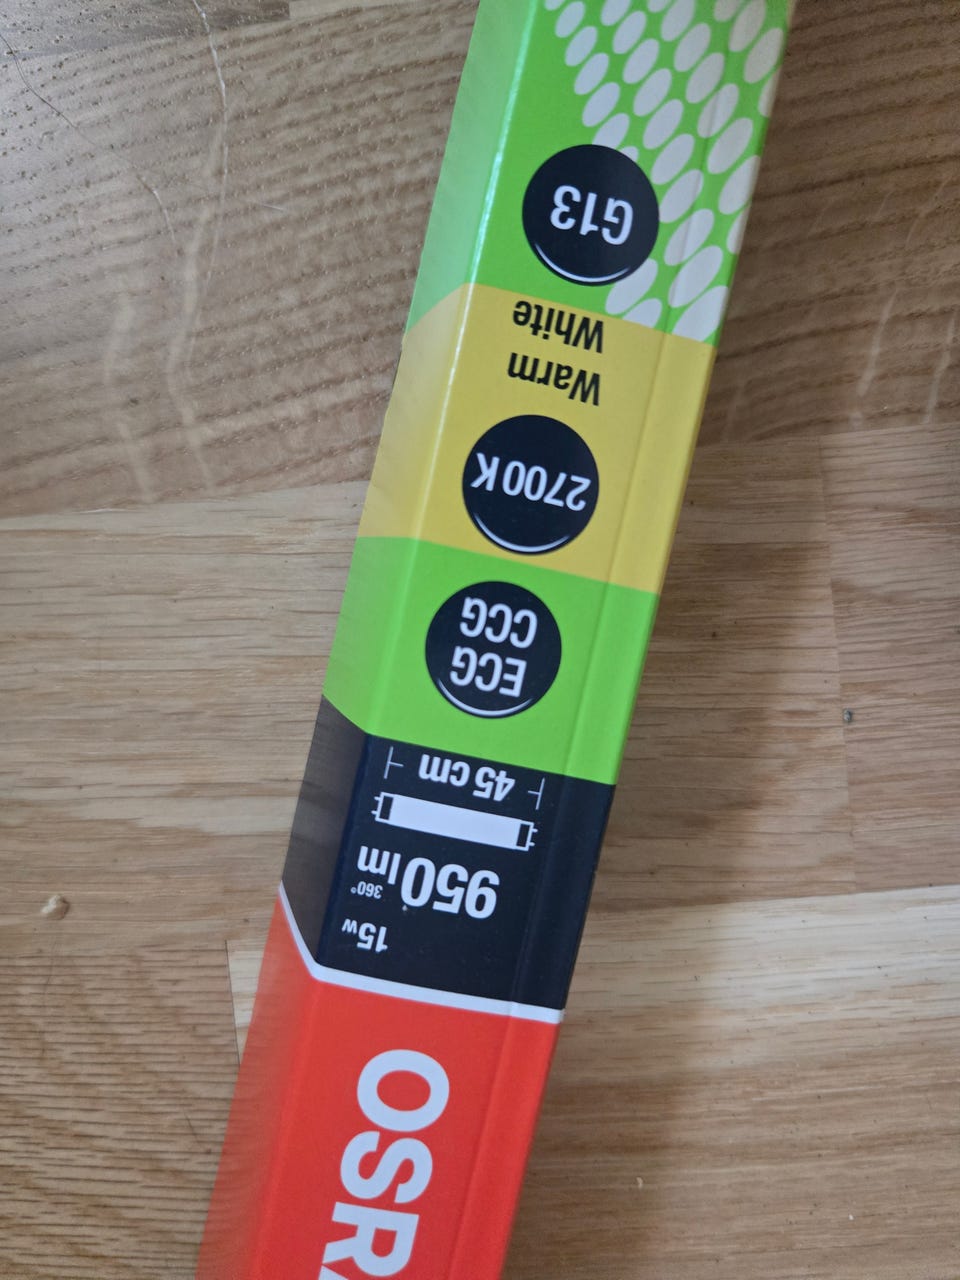 OSR
15W
360°
950 lm
45 cm
ECG
CCG
2700 K
Warm
White
G13